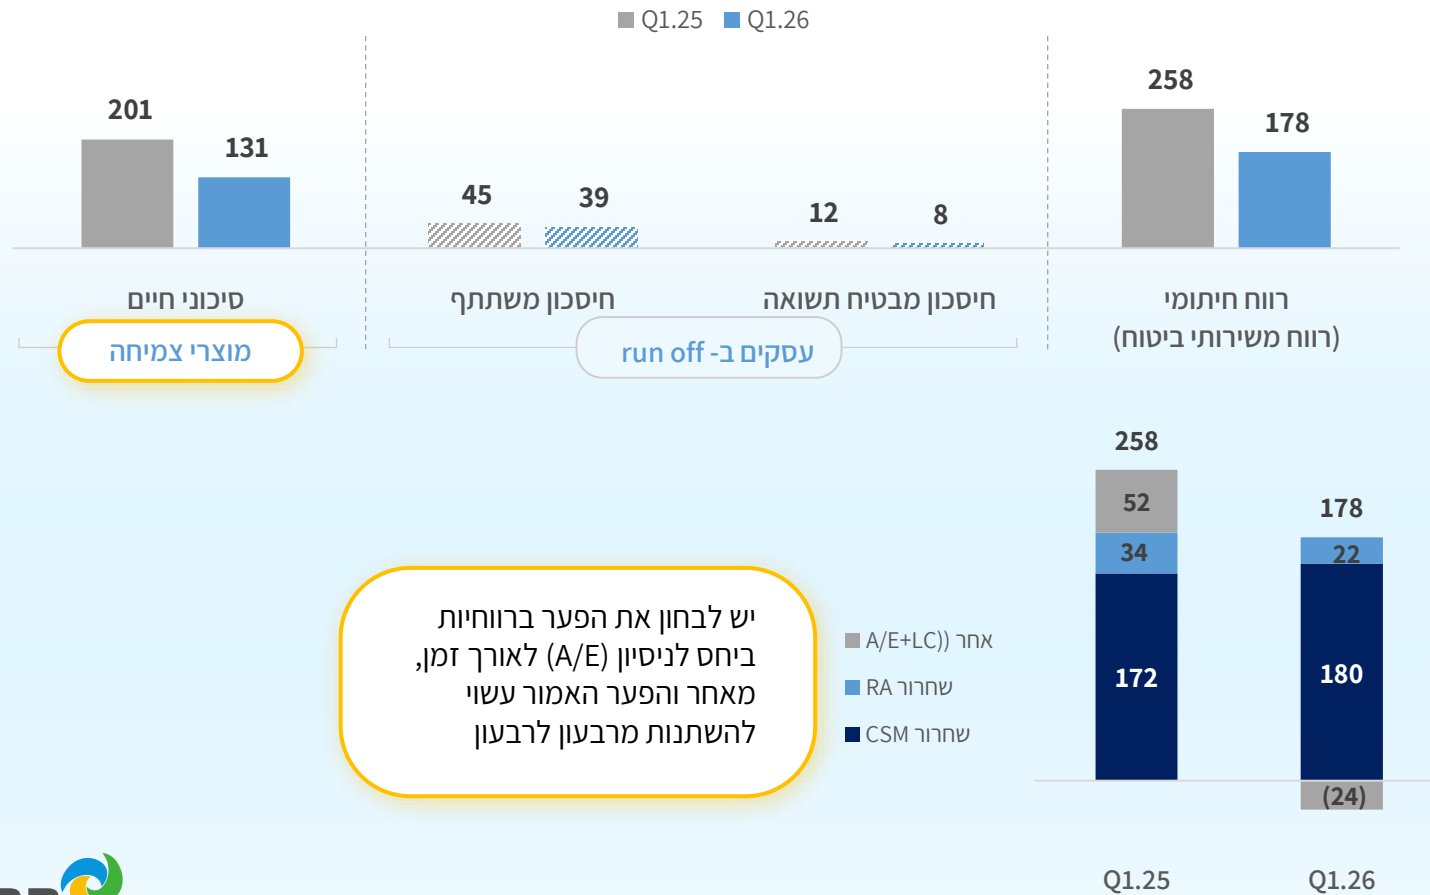 Q1.25 Q1.26
201
131
45
39
12
8
258
178
סיכוני חיים
חיסכון משתתף
חיסכון מבטיח תשואה
רווח חיתומי
(רווח משירותי ביטוח)
מוצרי צמיחה
עסקים ב- run off
258
52
34
172
178
22
180
(24)
יש לבחון את הפער ברווחיות
ביחס לניסיון (A/E) לאורך זמן,
מאחר והפער האמור עשוי
להשתנות מרבעון לרבעון
אחר ((A/E+LC
שחרור RA
שחרור CSM
Q1.25
Q1.26